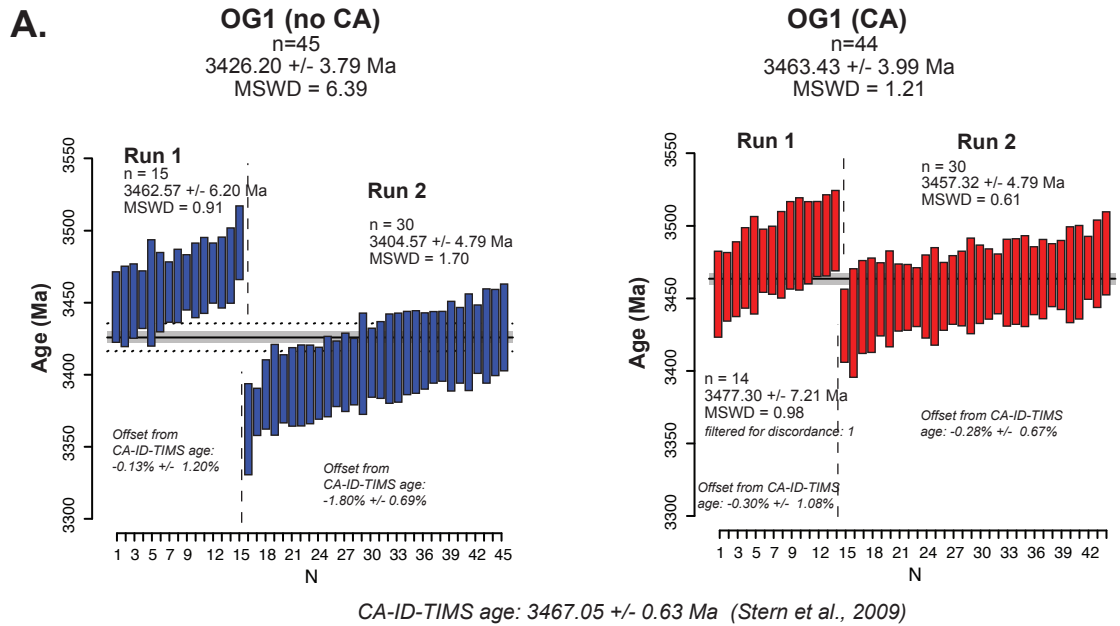 A.
OG1 (no CA)
n=45
3426.20 +/- 3.79 Ma
MSWD = 6.39
Run 1
n = 15
3462.57 +/- 6.20 Ma
MSWD = 0.91
Run 2
n = 30
3404.57 +/- 4.79 Ma
MSWD = 1.70
Age (Ma)
3550
3500
3450
3400
3350
3300
Offset from
CA-ID-TIMS age:
-0.13% +/- 1.20%
Offset from
CA-ID-TIMS age:
-1.80% +/- 0.69%
1 3 5 7 9 12 15 18 21 24 27 30 33 36 39 42 45
N
OG1 (CA)
n=44
3463.43 +/- 3.99 Ma
MSWD = 1.21
Run 1
Run 2
n = 30
3457.32 +/- 4.79 Ma
MSWD = 0.61
Age (Ma)
3550
3500
3450
3400
3350
3300
n = 14
3477.30 +/- 7.21 Ma
MSWD = 0.98
filtered for discordance: 1
Offset from CA-ID-TIMS
age: -0.28% +/- 0.67%
Offset from CA-ID-TIMS
age: -0.30% +/- 1.08%
1 3 5 7 9 12 15 18 21 24 27 30 33 36 39 42
N
CA-ID-TIMS age: 3467.05 +/- 0.63 Ma (Stern et al., 2009)